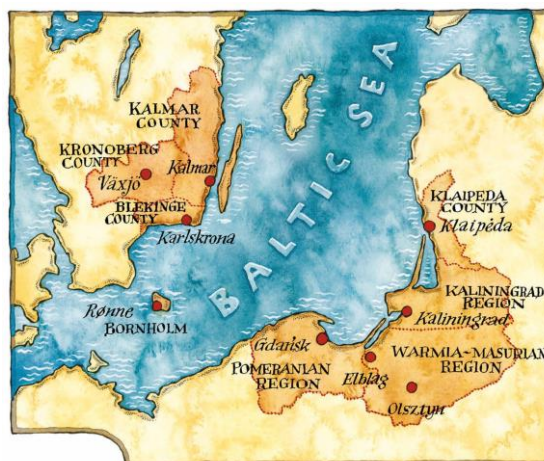 KALMAR
COUNTY
KRONOBERG
COUNTY
Växjö
Kalmar
BLEKINGE
COUNTY
Karlskrona
BALTIC SEA
KLAIPEDA
COUNTY
Klaipėda
KALININGRAD
REGION
Kaliningrad
Rønne
BORNHOLM
Gdańsk
POMERANIAN
REGION
Elbląg
WARMIA-MASURIAN
REGION
Olsztyn